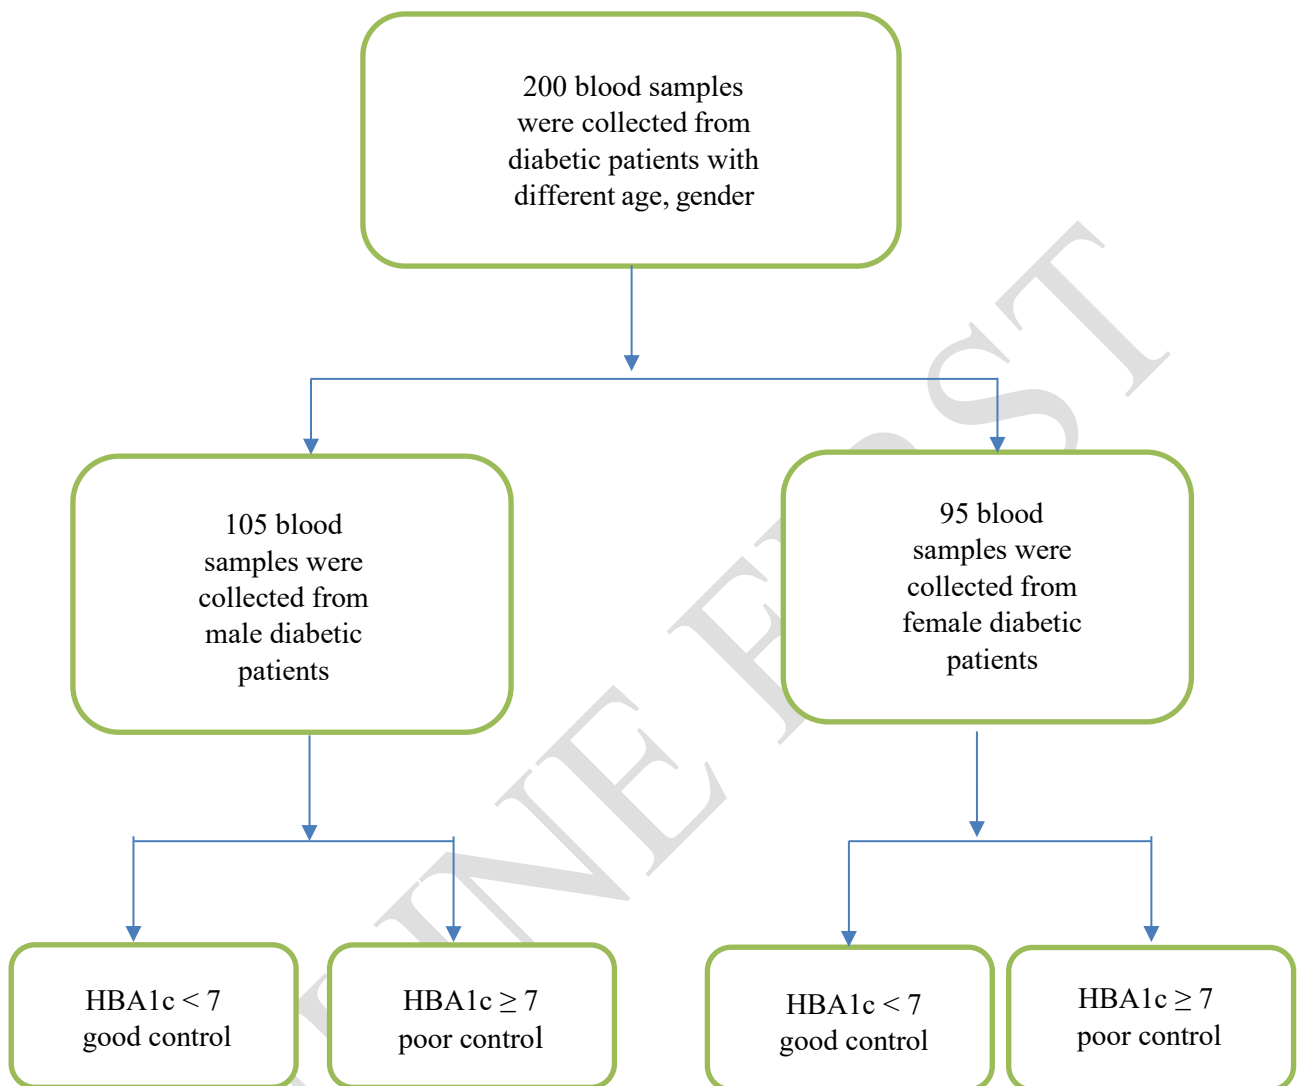 200 blood samples
were collected from
diabetic patients with
different age, gender
105 blood
samples were
collected from
male diabetic
patients
95 blood
samples were
collected from
female diabetic
patients
HBA1c < 7
good control
HBA1c ≥ 7
poor control
HBA1c < 7
good control
HBA1c ≥ 7
poor control